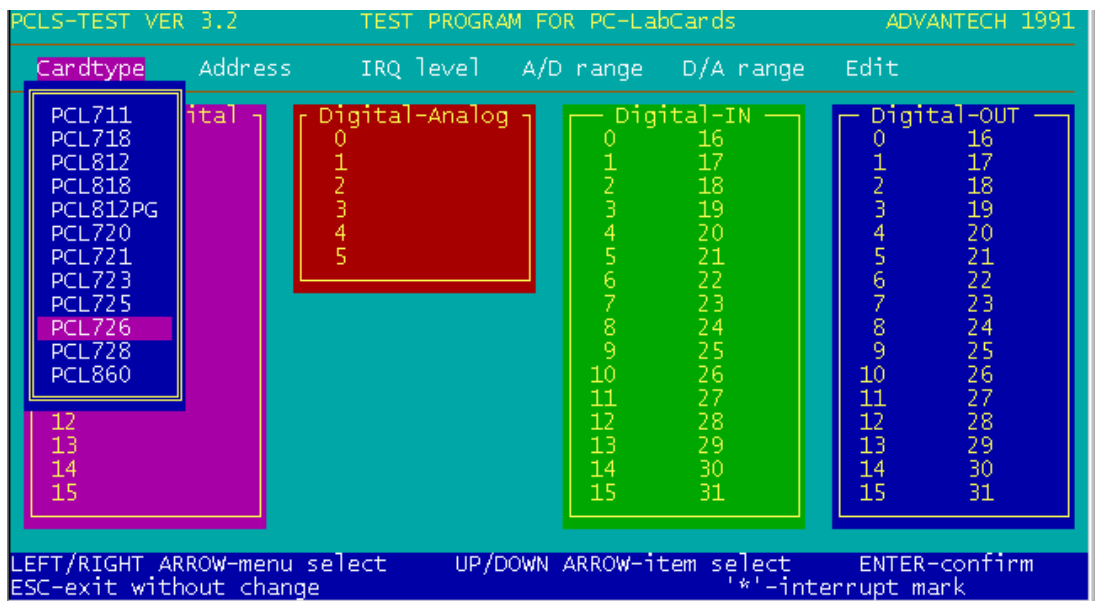 PCLS-TEST VER 3.2 TEST PROGRAM FOR PC-LabCards ADVANTECH 1991
Cardtype Address IRQ level A/D range D/A range Edit
PCL711 ital Digital-Analog Digital-IN Digital-OUT
PCL718 0 0 16 0 16
PCL812 1 1 17 1 17
PCL818 2 2 18 2 18
PCL812PG 3 3 19 3 19
PCL720 4 4 20 4 20
PCL721 5 5 21 5 21
PCL723 6 22 6 22
PCL725 7 23 7 23
PCL726 8 24 8 24
PCL728 9 25 9 25
PCL860 10 26 10 26
11 27 11 27
12 12 28 12 28
13 13 29 13 29
14 14 30 14 30
15 15 31 15 31
LEFT/RIGHT ARROW-menu select UP/DOWN ARROW-item select ENTER-confirm
ESC-exit without change '*'-interrupt mark